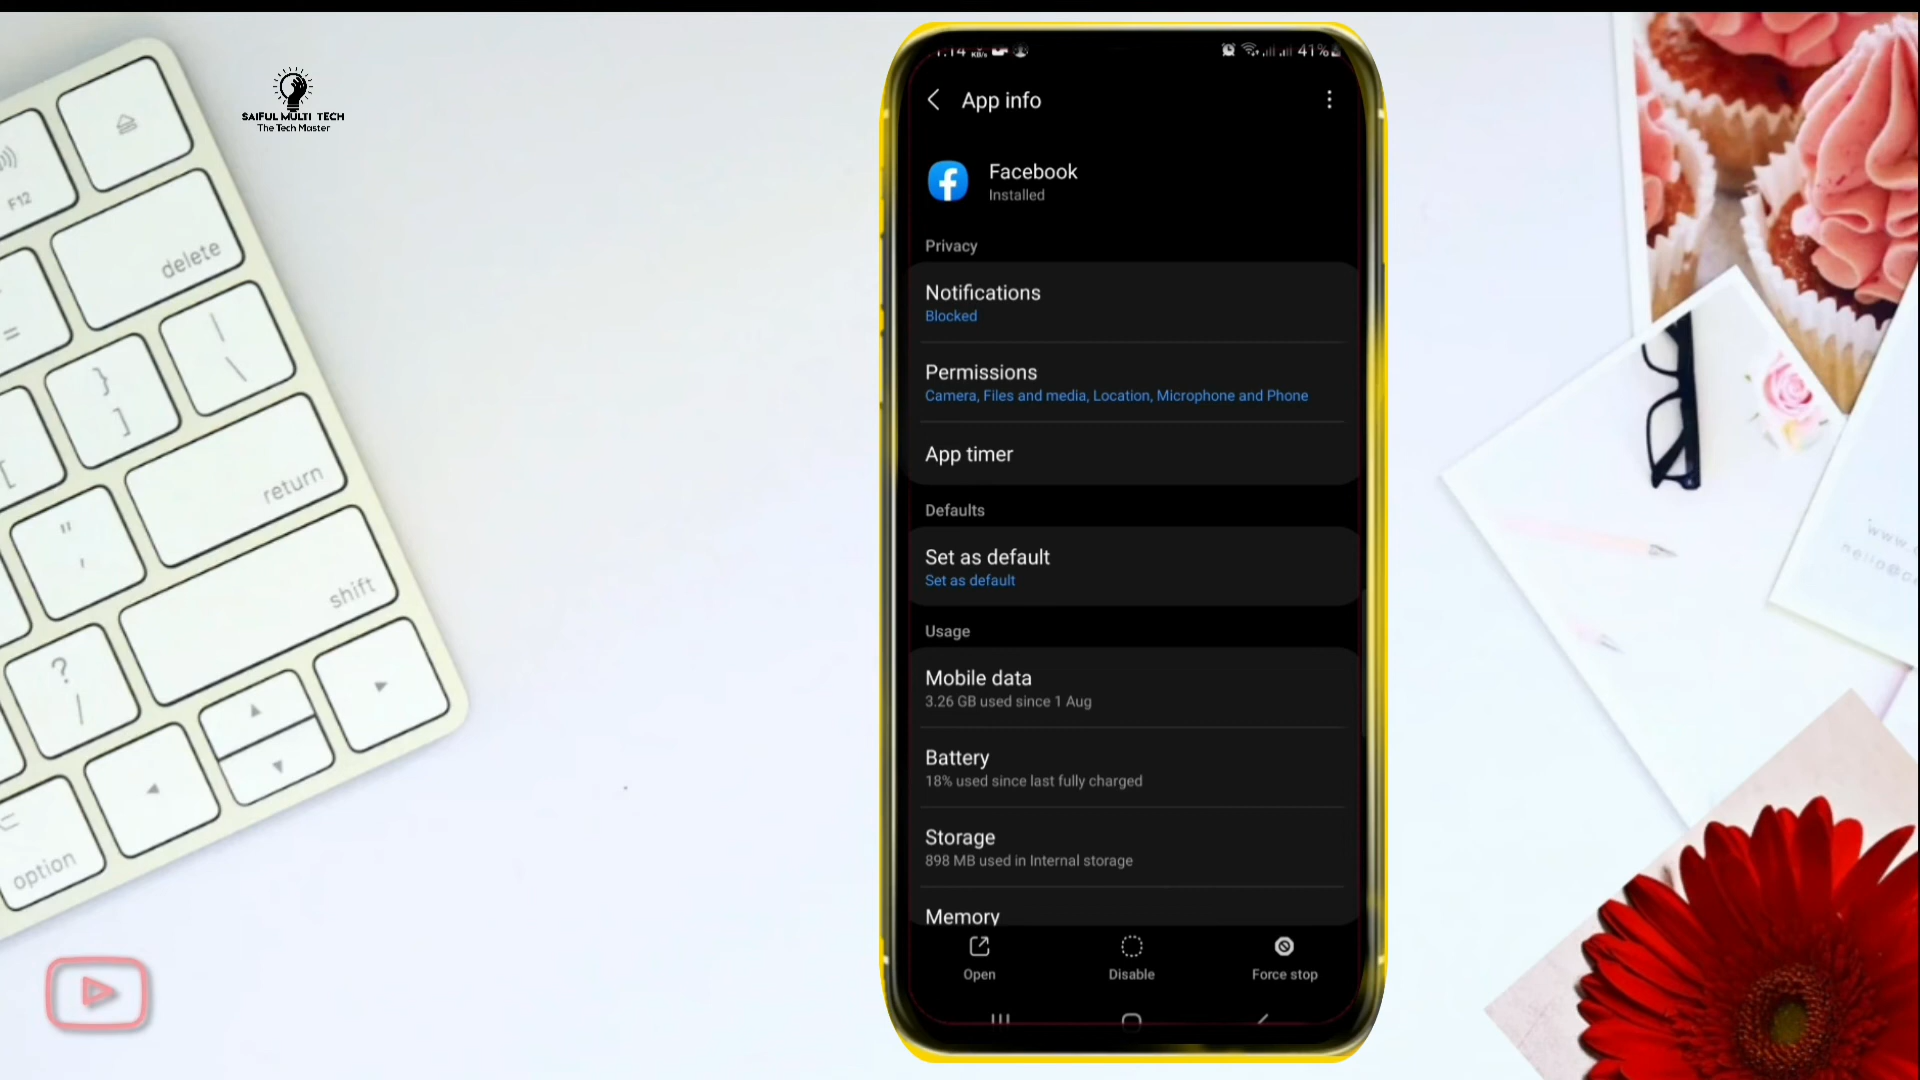 SAIFUL MULTI TECH
The Tech Master
F12
delete
=
|
\
}
]
[
return
"
,
shift
?
/
option
41%
App info
Facebook
Installed
Privacy
Notifications
Blocked
Permissions
Camera, Files and media, Location, Microphone and Phone
App timer
Defaults
Set as default
Set as default
Usage
Mobile data
3.26 GB used since 1 Aug
Battery
18% used since last fully charged
Storage
898 MB used in Internal storage
Memory
Open
Disable
Force stop
www.